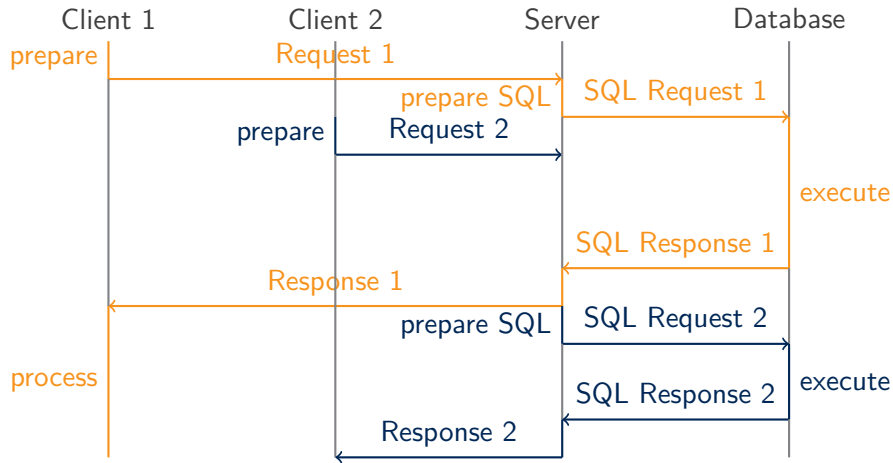 Client 1
Client 2
Server
Database
prepare
Request 1
prepare SQL
SQL Request 1
prepare
Request 2
execute
SQL Response 1
Response 1
prepare SQL
SQL Request 2
process
execute
SQL Response 2
Response 2